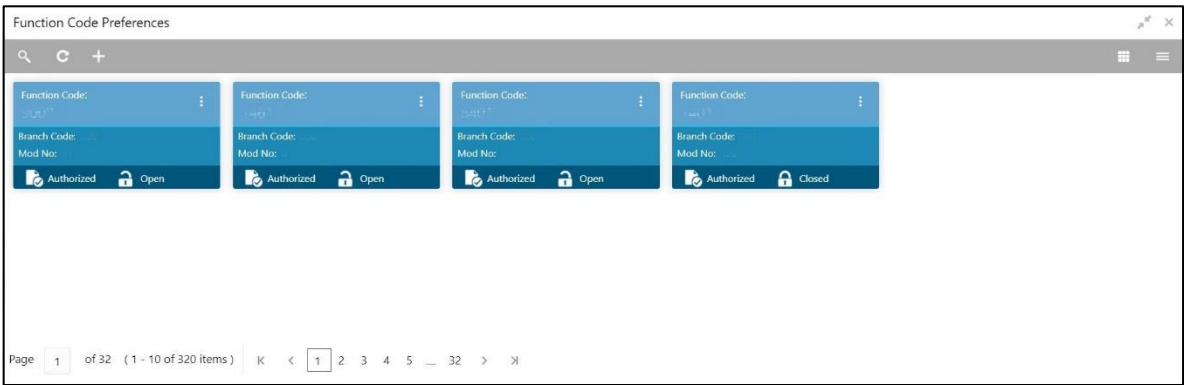 Function Code Preferences
Function Code: Function Code: Function Code: Function Code:
Branch Code: Branch Code: Branch Code: Branch Code:
Mod No: Mod No: Mod No: Mod No:
Authorized Open Authorized Open Authorized Open Authorized Closed
Page 1 of 32 ( 1 - 10 of 320 items ) 1 2 3 4 5 ... 32